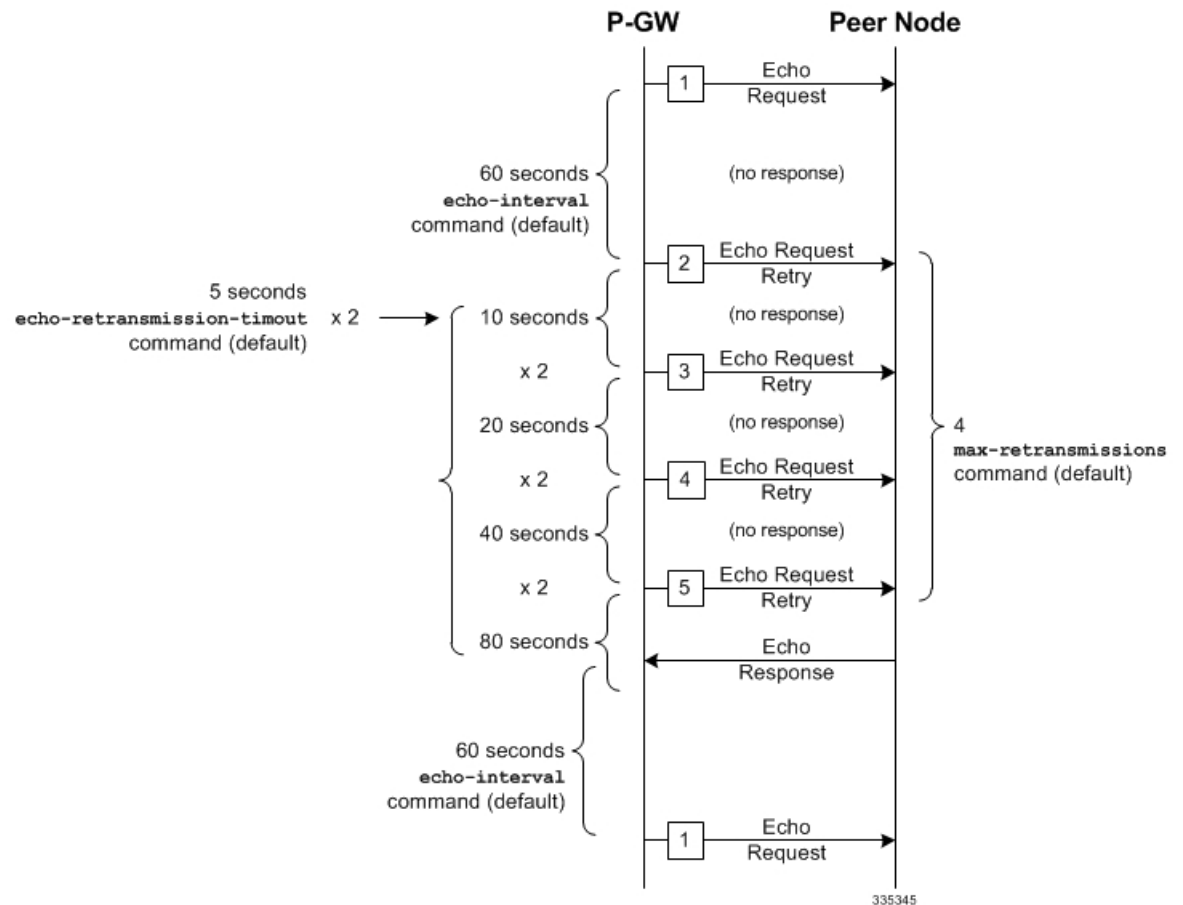 P-GW
Peer Node
1
Echo
Request
60 seconds
echo-interval
command (default)
(no response)
2
Echo Request
Retry
5 seconds
echo-retransmission-timout
command (default)
x 2
10 seconds
(no response)
x 2
3
Echo Request
Retry
20 seconds
(no response)
4
max-retransmissions
command (default)
x 2
4
Echo Request
Retry
40 seconds
(no response)
x 2
5
Echo Request
Retry
80 seconds
Echo
Response
60 seconds
echo-interval
command (default)
1
Echo
Request
335345